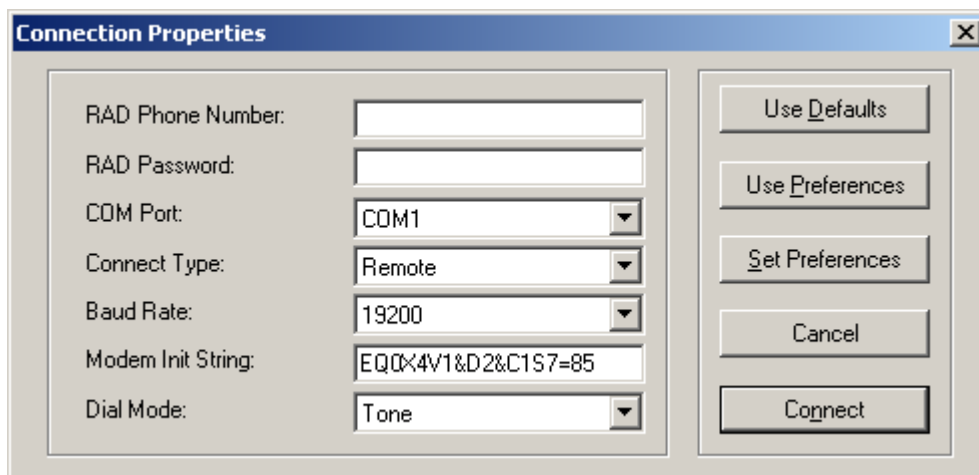 Connection Properties
RAD Phone Number:
RAD Password:
COM Port: COM1
Connect Type: Remote
Baud Rate: 19200
Modem Init String: EQ0X4V1&D2&C1S7=85
Dial Mode: Tone
Use Defaults
Use Preferences
Set Preferences
Cancel
Connect